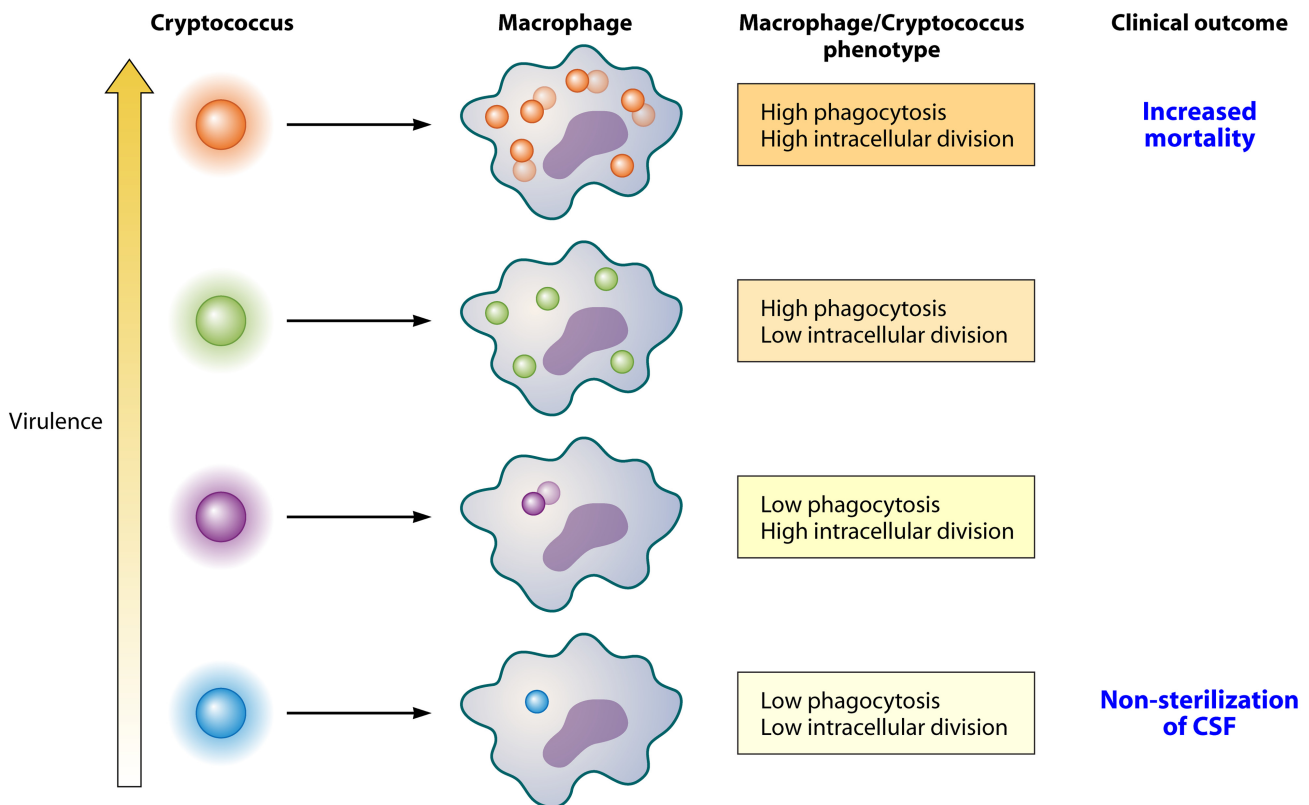 Cryptococcus
Macrophage
Macrophage/Cryptococcus
phenotype
Clinical outcome
High phagocytosis
High intracellular division
Increased
mortality
High phagocytosis
Low intracellular division
Virulence
Low phagocytosis
High intracellular division
Low phagocytosis
Low intracellular division
Non-sterilization
of CSF